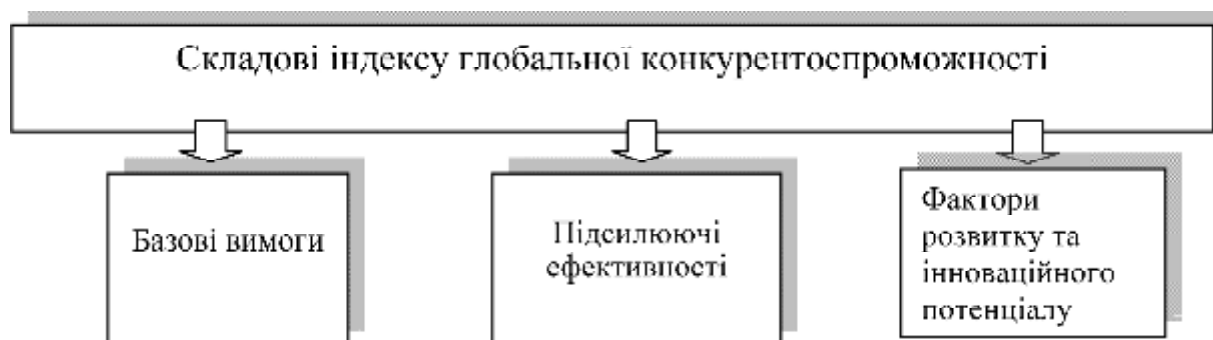 Складові індексу глобальної конкурентоспроможності
Базові вимоги
Підсилюючі
ефективності
Фактори
розвитку та
інноваційного
потенціалу